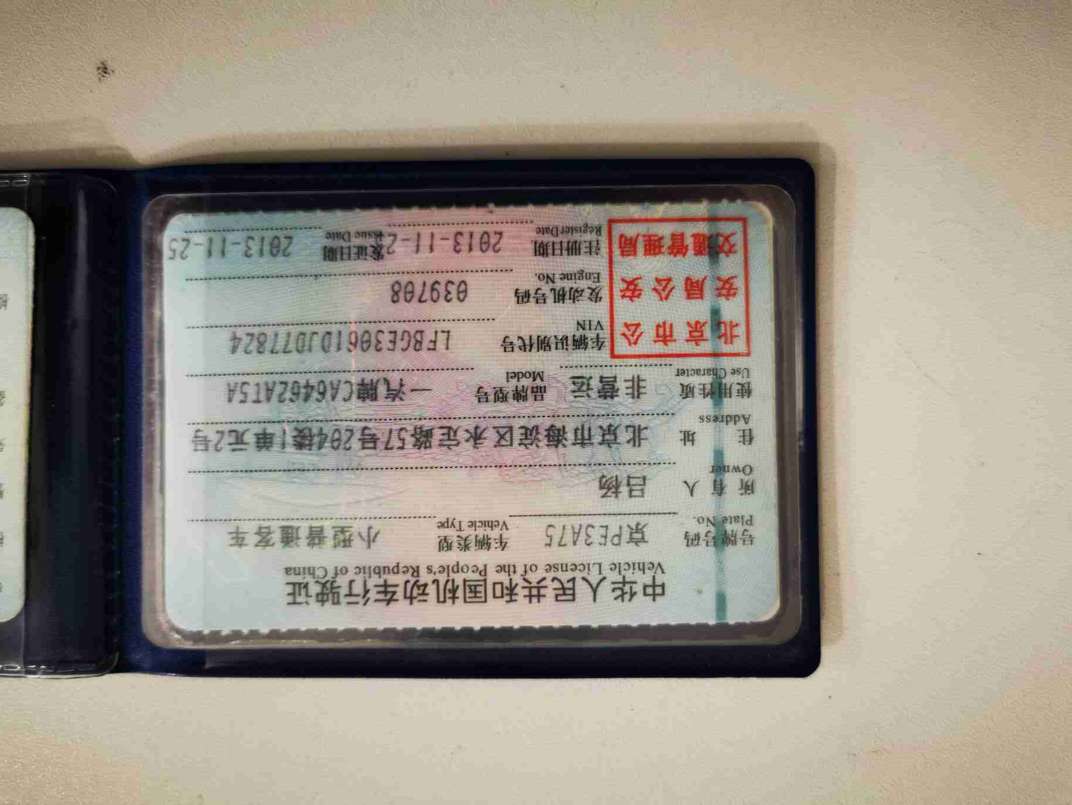 中华人民共和国机动车行驶证
Vehicle License of the People's Republic of China
号牌号码 京PE3A75 车辆类型 小型普通客车
Plate No. Vehicle Type
所有人 吕杨
Owner
住址 北京市海淀区永定路57号204楼1单元2号
Address
使用性质 非营运 品牌型号 一汽牌CA6462AT5A
Use Character Model
北京市公安局公安交通管理局
车辆识别代号 LFBGE3061DJD77824
VIN
发动机号码 039708
Engine No.
注册日期 2013-11-2 发证日期 2013-11-25
Register Date Issue Date